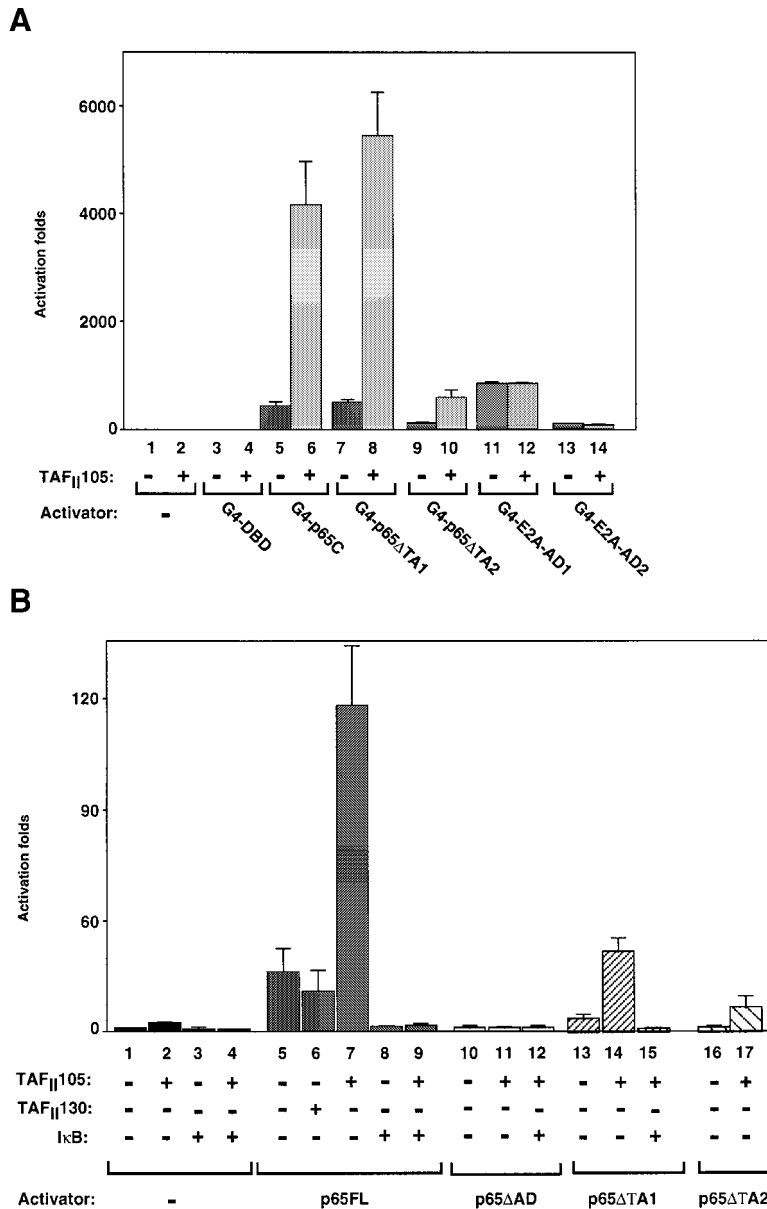 A
Activation folds
6000
4000
2000
0
1 2 3 4 5 6 7 8 9 10 11 12 13 14
TAFII105: - + - + - + - + - + - + - +
Activator: - G4-DBD G4-p65C G4-p65ΔTA1 G4-p65ΔTA2 G4-E2A-AD1 G4-E2A-AD2
B
Activation folds
120
90
60
30
0
1 2 3 4 5 6 7 8 9 10 11 12 13 14 15 16 17
TAFII105: - + - + - - + - + - + + - + + - +
TAFII130: - - - - - + - - - - - - - - - - -
IκB: - - + + - - - + + - - + - - + - -
Activator: - p65FL p65ΔAD p65ΔTA1 p65ΔTA2